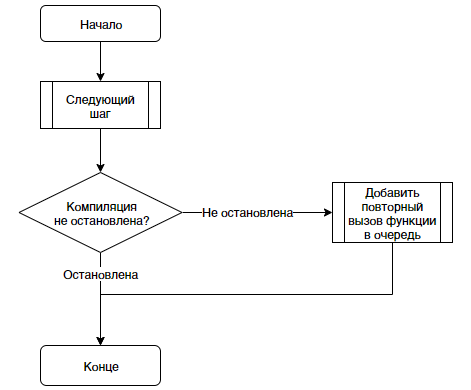 Начало
Следующий
шаг
Компиляция
не остановлена?
Не остановлена
Добавить
повторный
вызов функции
в очередь
Остановлена
Конце